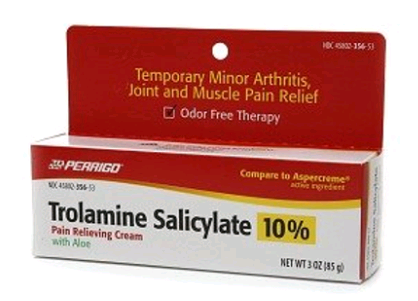 NDC 45802-356-53
Temporary Minor Arthritis,
Joint and Muscle Pain Relief
Odor Free Therapy
PERRIGO®
NDC 45802-356-53
Compare to Aspercreme®
active ingredient
Trolamine Salicylate 10%
Pain Relieving Cream
with Aloe
NET WT 3 OZ (85 g)